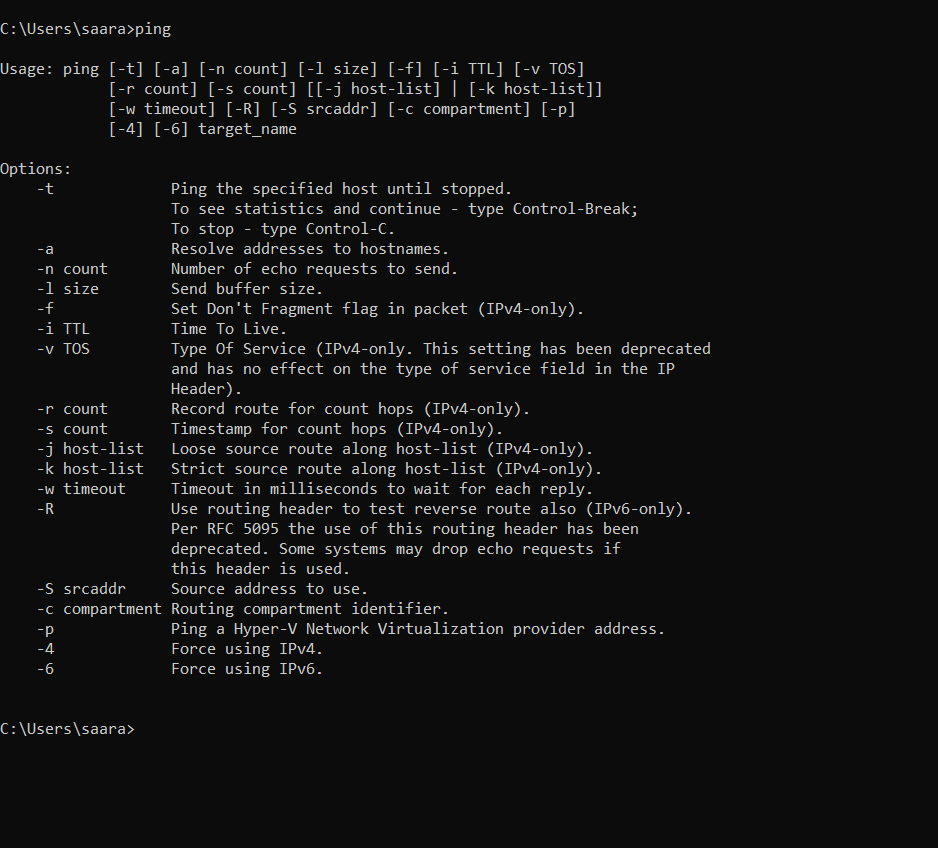 C:\Users\saara>ping
Usage: ping [-t] [-a] [-n count] [-l size] [-f] [-i TTL] [-v TOS]
            [-r count] [-s count] [[-j host-list] | [-k host-list]]
            [-w timeout] [-R] [-S srcaddr] [-c compartment] [-p]
            [-4] [-6] target_name
Options:
    -t             Ping the specified host until stopped.
                   To see statistics and continue - type Control-Break;
                   To stop - type Control-C.
    -a             Resolve addresses to hostnames.
    -n count       Number of echo requests to send.
    -l size        Send buffer size.
    -f             Set Don't Fragment flag in packet (IPv4-only).
    -i TTL         Time To Live.
    -v TOS         Type Of Service (IPv4-only. This setting has been deprecated
                   and has no effect on the type of service field in the IP
                   Header).
    -r count       Record route for count hops (IPv4-only).
    -s count       Timestamp for count hops (IPv4-only).
    -j host-list   Loose source route along host-list (IPv4-only).
    -k host-list   Strict source route along host-list (IPv4-only).
    -w timeout     Timeout in milliseconds to wait for each reply.
    -R             Use routing header to test reverse route also (IPv6-only).
                   Per RFC 5095 the use of this routing header has been
                   deprecated. Some systems may drop echo requests if
                   this header is used.
    -S srcaddr     Source address to use.
    -c compartment Routing compartment identifier.
    -p             Ping a Hyper-V Network Virtualization provider address.
    -4             Force using IPv4.
    -6             Force using IPv6.
C:\Users\saara>